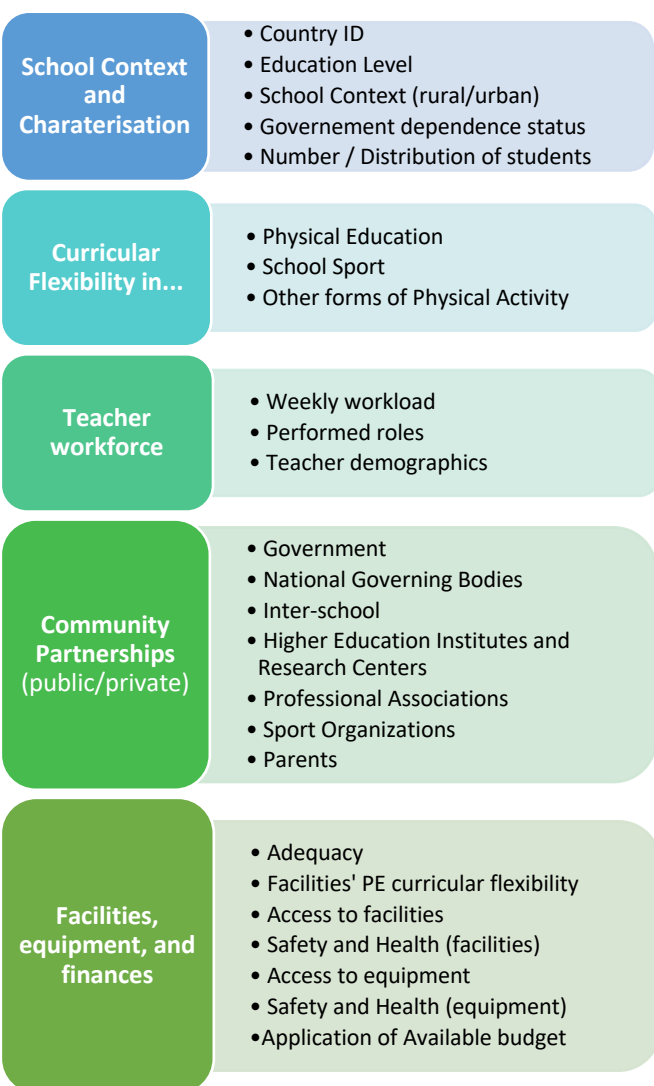 School Context
and
Charaterisation
• Country ID
• Education Level
• School Context (rural/urban)
• Governement dependence status
• Number / Distribution of students
Curricular
Flexibility in...
• Physical Education
• School Sport
• Other forms of Physical Activity
Teacher
workforce
• Weekly workload
• Performed roles
• Teacher demographics
Community
Partnerships
(public/private)
• Government
• National Governing Bodies
• Inter-school
• Higher Education Institutes and
Research Centers
• Professional Associations
• Sport Organizations
• Parents
Facilities,
equipment, and
finances
• Adequacy
• Facilities' PE curricular flexibility
• Access to facilities
• Safety and Health (facilities)
• Access to equipment
• Safety and Health (equipment)
•Application of Available budget